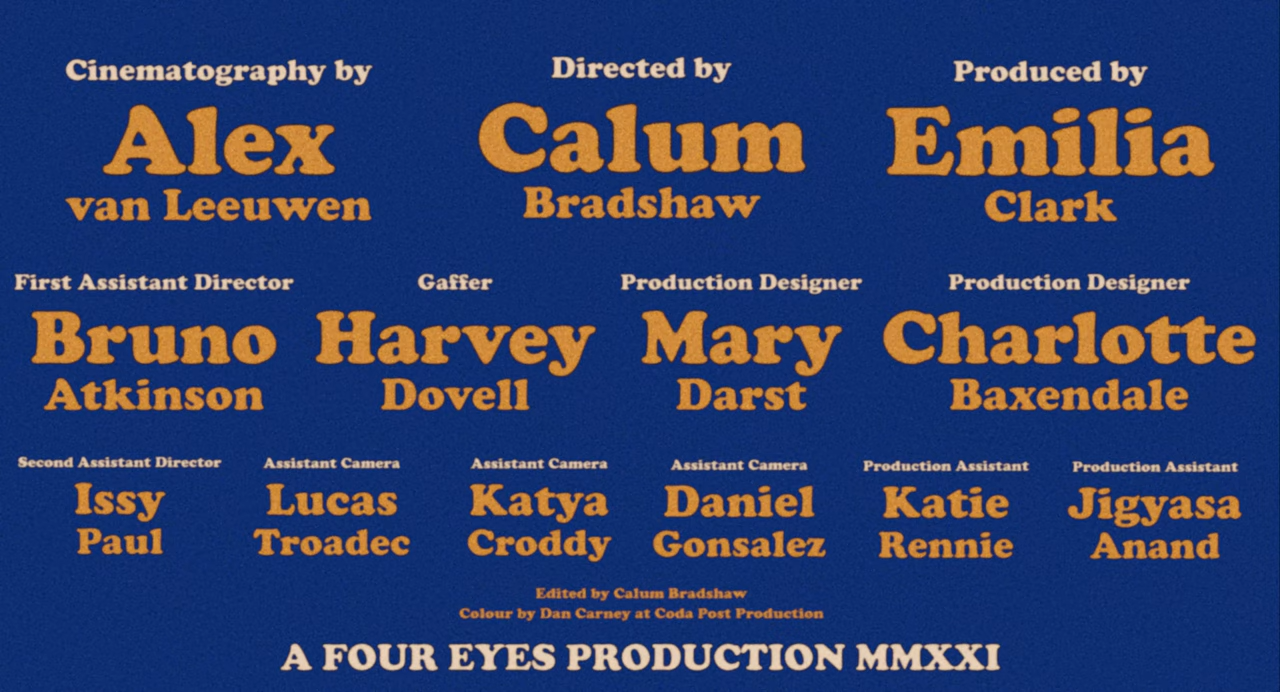 Cinematography by
Alex
van Leeuwen
Directed by
Calum
Bradshaw
Produced by
Emilia
Clark
First Assistant Director
Bruno
Atkinson
Gaffer
Harvey
Dovell
Production Designer
Mary
Darst
Production Designer
Charlotte
Baxendale
Second Assistant Director
Issy
Paul
Assistant Camera
Lucas
Troadec
Assistant Camera
Katya
Croddy
Assistant Camera
Daniel
Gonsalez
Production Assistant
Katie
Rennie
Production Assistant
Jigyasa
Anand
Edited by Calum Bradshaw
Colour by Dan Carney at Coda Post Production
A FOUR EYES PRODUCTION MMXXI